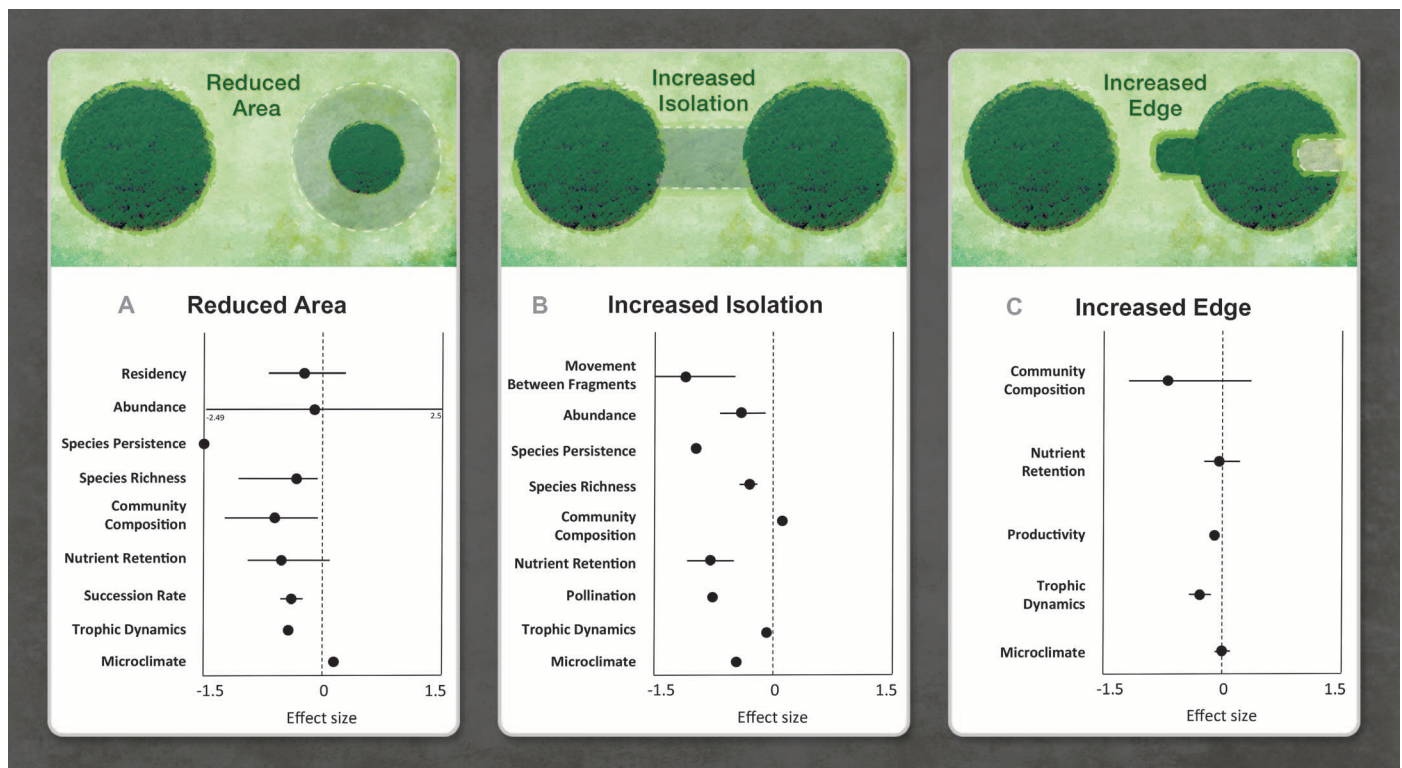 Reduced
Area
Increased
Isolation
Increased
Edge
A Reduced Area
Residency
Abundance
-2.49
2.5
Species Persistence
Species Richness
Community
Composition
Nutrient Retention
Succession Rate
Trophic Dynamics
Microclimate
-1.5 0 1.5
Effect size
B Increased Isolation
Movement
Between Fragments
Abundance
Species Persistence
Species Richness
Community
Composition
Nutrient Retention
Pollination
Trophic Dynamics
Microclimate
-1.5 0 1.5
Effect size
C Increased Edge
Community
Composition
Nutrient
Retention
Productivity
Trophic
Dynamics
Microclimate
-1.5 0 1.5
Effect size